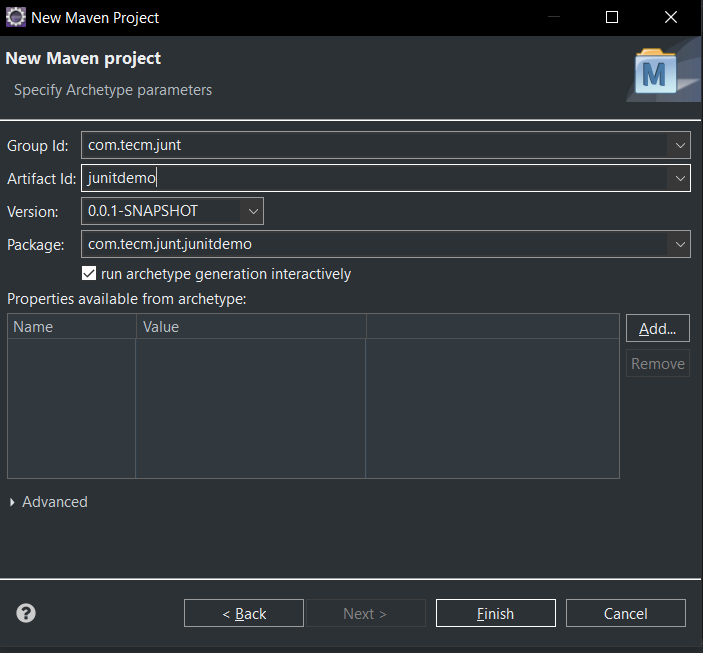 New Maven Project
New Maven project
Specify Archetype parameters
M
Group Id: com.tecm.junt
Artifact Id: junitdemo
Version: 0.0.1-SNAPSHOT
Package: com.tecm.junt.junitdemo
run archetype generation interactively
Properties available from archetype:
Name Value
Add...
Remove
Advanced
? < Back Next > Finish Cancel